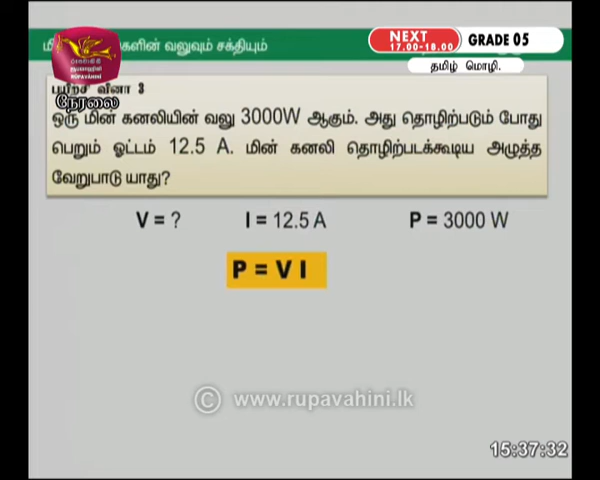 களின் வலுவும் சக்தியும்
NEXT
17.00-18.00
GRADE 05
தமிழ் மொழி.
RUPAVAHINI
பயிற்சி வினா 3
நேரலை
ஒரு மின் கனலியின் வலு 3000W ஆகும். அது தொழிற்படும் போது
பெறும் ஓட்டம் 12.5 A. மின் கனலி தொழிற்படக்கூடிய அழுத்த
வேறுபாடு யாது?
V = ? I = 12.5 A P = 3000 W
P = V I
© www.rupavahini.lk
15:37:32